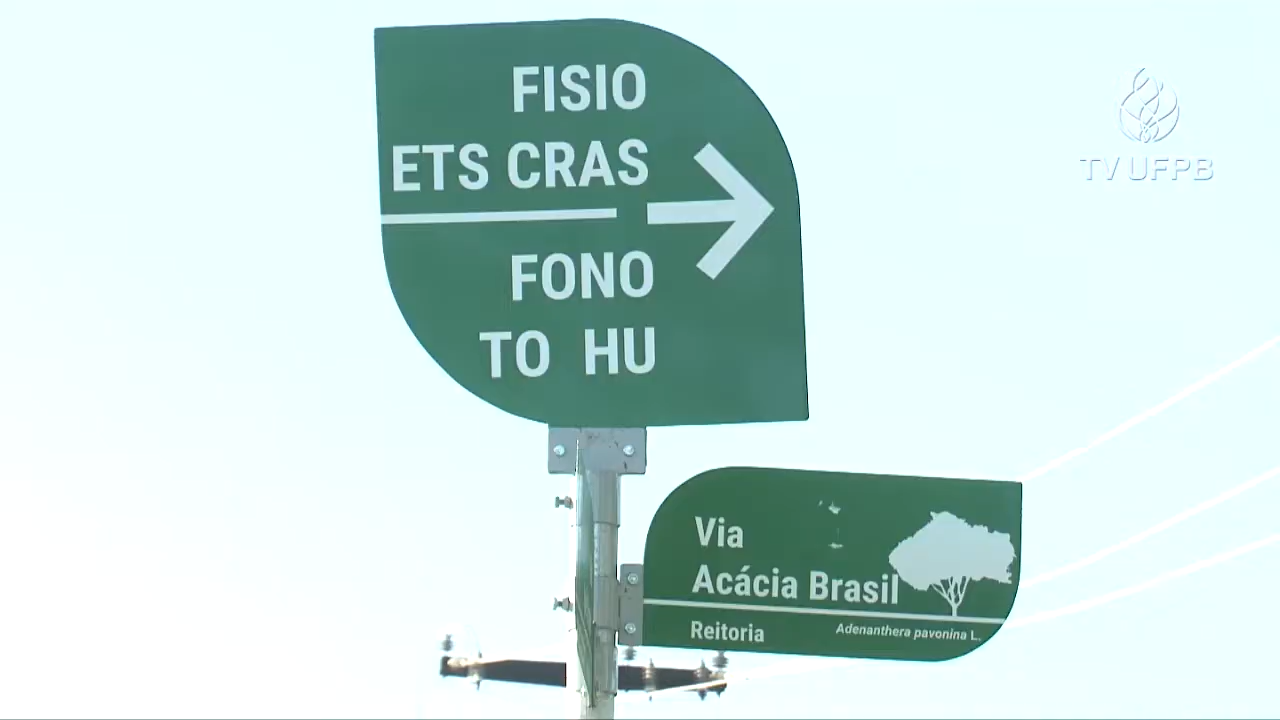 FISIO
ETS CRAS
FONO
TO HU
Via
Acácia Brasil
Reitoria
Adenanthera pavonina L.
TV UFPB